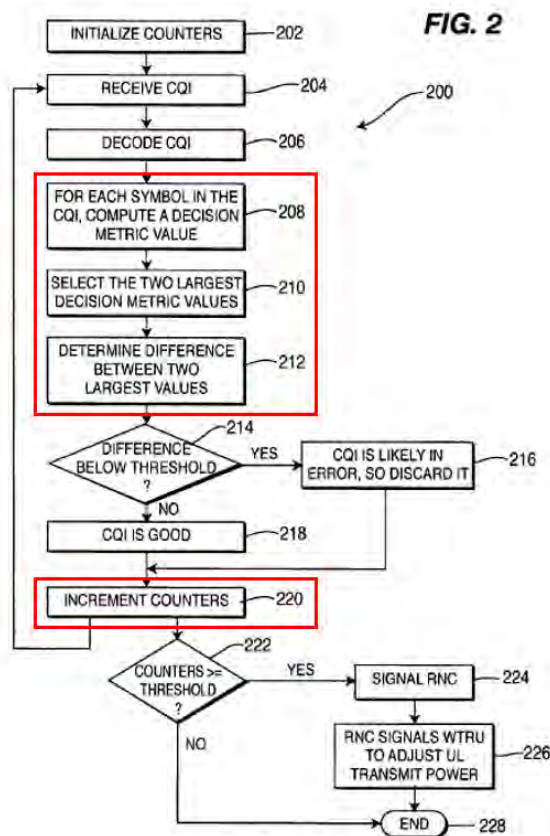 FIG. 2
INITIALIZE COUNTERS
202
RECEIVE CQI
204
200
DECODE CQI
206
FOR EACH SYMBOL IN THE
CQI, COMPUTE A DECISION
METRIC VALUE
208
SELECT THE TWO LARGEST
DECISION METRIC VALUES
210
DETERMINE DIFFERENCE
BETWEEN TWO
LARGEST VALUES
212
214
DIFFERENCE
BELOW THRESHOLD
?
YES
CQI IS LIKELY IN
ERROR, SO DISCARD IT
216
NO
CQI IS GOOD
218
INCREMENT COUNTERS
220
222
COUNTERS >=
THRESHOLD
?
YES
SIGNAL RNC
224
NO
RNC SIGNALS WTRU
TO ADJUST UL
TRANSMIT POWER
226
END
228